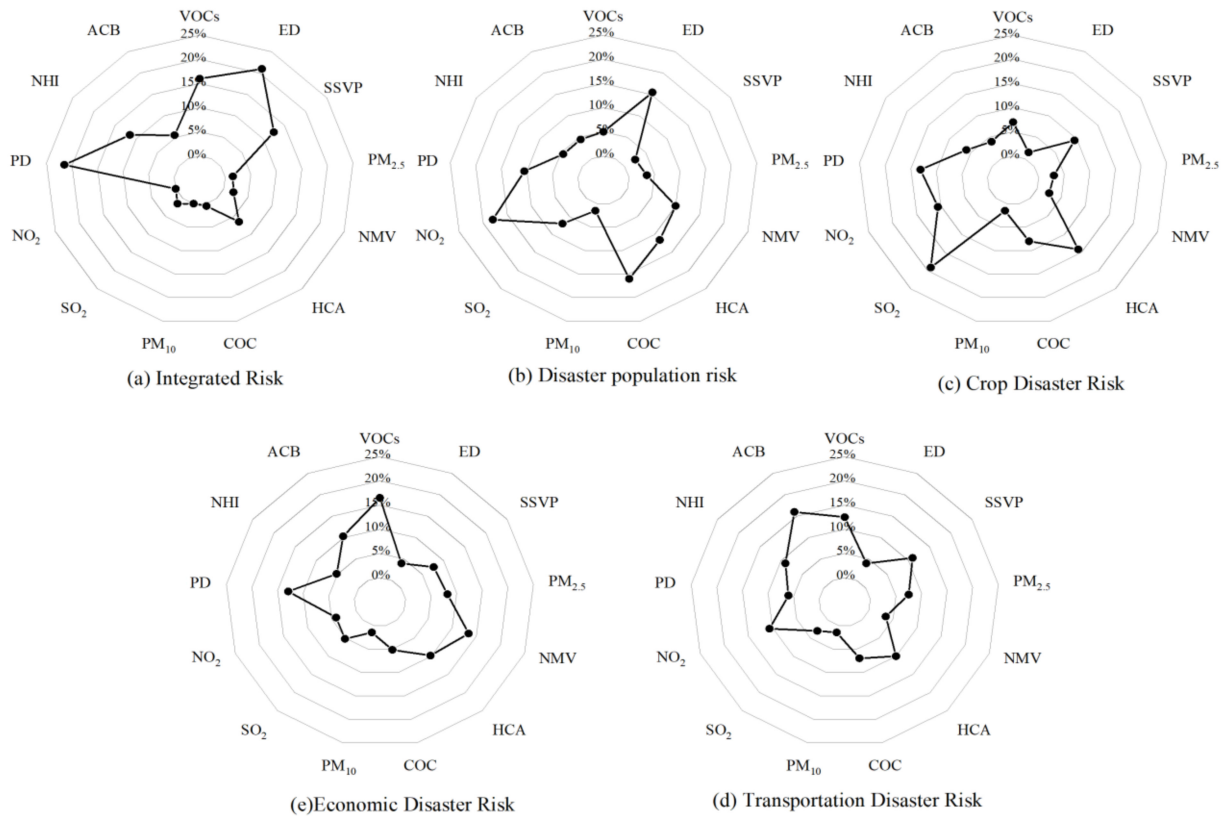 VOCs
25%
20%
15%
10%
5%
0%
ED
SSVP
PM2.5
NMV
HCA
COC
PM10
SO2
NO2
PD
NHI
ACB
(a) Integrated Risk
VOCs
25%
20%
15%
10%
5%
0%
ED
SSVP
PM2.5
NMV
HCA
COC
PM10
SO2
NO2
PD
NHI
ACB
(b) Disaster population risk
VOCs
25%
20%
15%
10%
5%
0%
ED
SSVP
PM2.5
NMV
HCA
COC
PM10
SO2
NO2
PD
NHI
ACB
(c) Crop Disaster Risk
VOCs
25%
20%
15%
10%
5%
0%
ED
SSVP
PM2.5
NMV
HCA
COC
PM10
SO2
NO2
PD
NHI
ACB
(e)Economic Disaster Risk
VOCs
25%
20%
15%
10%
5%
0%
ED
SSVP
PM2.5
NMV
HCA
COC
PM10
SO2
NO2
PD
NHI
ACB
(d) Transportation Disaster Risk